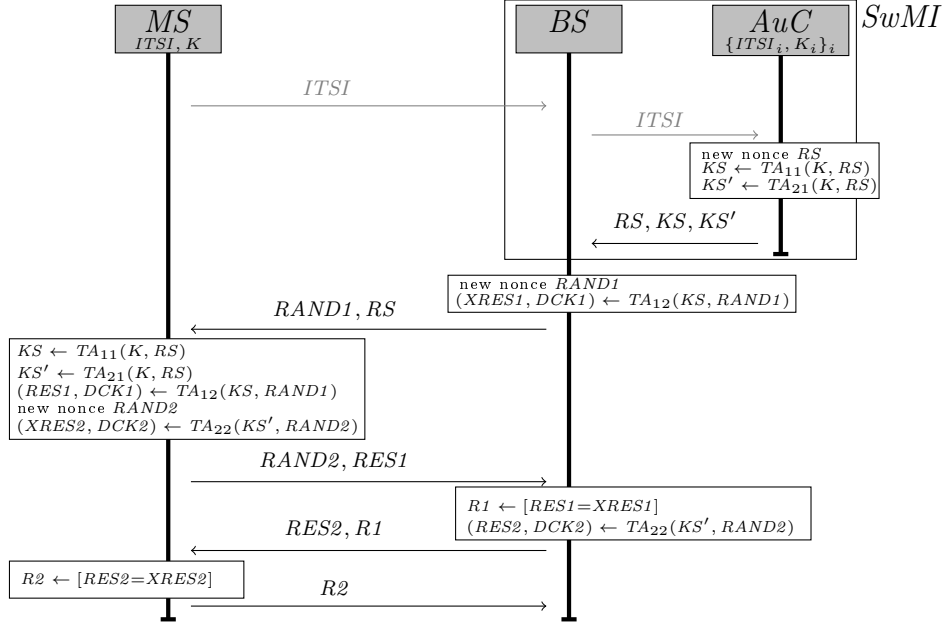 MS
ITSI, K
BS
AuC
{ITSI_i, K_i}_i
SwMI
ITSI
ITSI
new nonce RS
KS ← TA_11(K, RS)
KS′ ← TA_21(K, RS)
RS, KS, KS′
new nonce RAND1
(XRES1, DCK1) ← TA_12(KS, RAND1)
RAND1, RS
KS ← TA_11(K, RS)
KS′ ← TA_21(K, RS)
(RES1, DCK1) ← TA_12(KS, RAND1)
new nonce RAND2
(XRES2, DCK2) ← TA_22(KS′, RAND2)
RAND2, RES1
R1 ← [RES1=XRES1]
(RES2, DCK2) ← TA_22(KS′, RAND2)
RES2, R1
R2 ← [RES2=XRES2]
R2